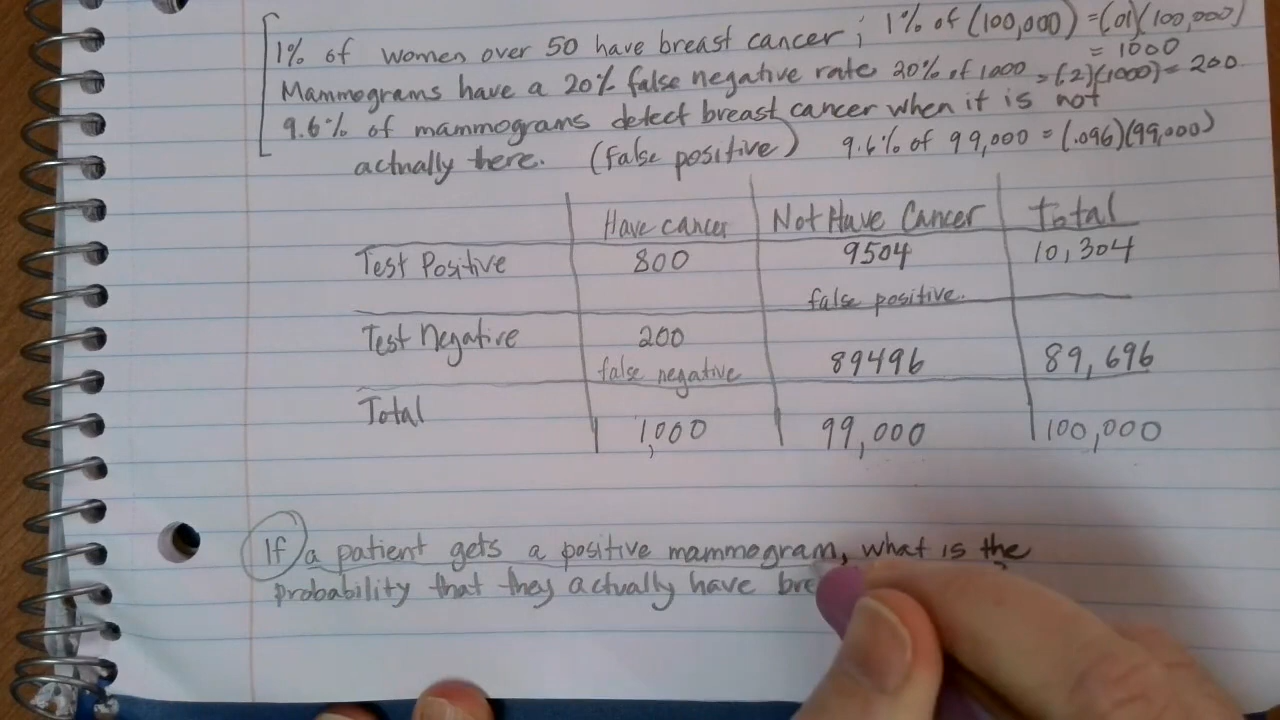 1% of women over 50 have breast cancer; 1% of (100,000) = (.01)(100,000)
= 1000
Mammograms have a 20% false negative rate 20% of 1000 = (.2)(1000) = 200
9.6% of mammograms detect breast cancer when it is not
actually here. (false positive) 9.6% of 99,000 = (.096)(99,000)
Have cancer Not Have Cancer Total
Test Positive 800 9504 10,304
false positive.
Test Negative 200
false negative 89496 89,696
Total
1,000 99,000 100,000
If a patient gets a positive mammogram, what is the
probability that they actually have